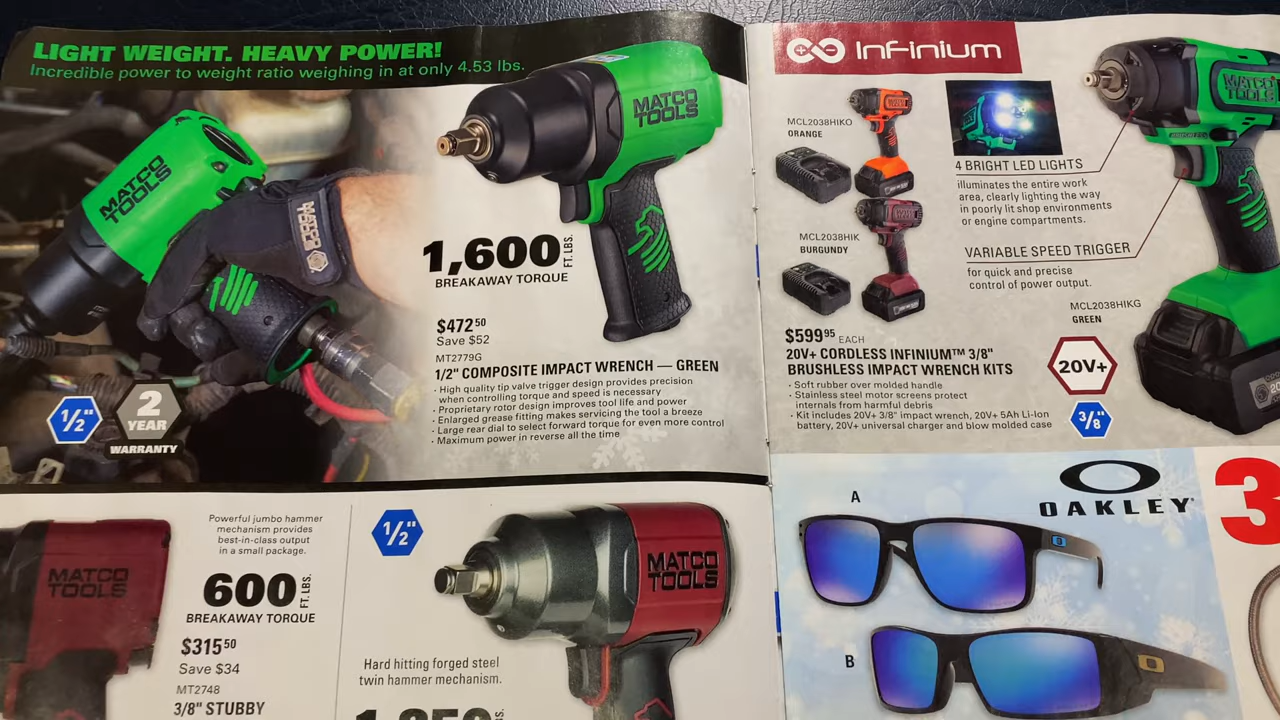 LIGHT WEIGHT. HEAVY POWER!
Incredible power to weight ratio weighing in at only 4.53 lbs.
MATCO
TOOLS
MATCO
TOOLS
1,600 FT. LBS.
BREAKAWAY TORQUE
$472 50
Save $52
MT2779G
1/2" COMPOSITE IMPACT WRENCH — GREEN
· High quality tip valve trigger design provides precision
when controlling torque and speed is necessary
· Proprietary rotor design improves tool life and power
· Enlarged grease fitting makes servicing the tool a breeze
· Large rear dial to select forward torque for even more control
· Maximum power in reverse all the time
1/2"
2
YEAR
WARRANTY
Powerful jumbo hammer
mechanism provides
best-in-class output
in a small package.
MATCO
TOOLS
600 FT. LBS.
BREAKAWAY TORQUE
$315 50
Save $34
MT2748
3/8" STUBBY
1/2"
MATCO
TOOLS
Hard hitting forged steel
twin hammer mechanism.
InFinium
MCL2038HIKO
ORANGE
MCL2038HIK
BURGUNDY
MATCO
TOOLS
4 BRIGHT LED LIGHTS
illuminates the entire work
area, clearly lighting the way
in poorly lit shop environments
or engine compartments.
VARIABLE SPEED TRIGGER
for quick and precise
control of power output.
MCL2038HIKG
GREEN
$599 95 EACH
20V+ CORDLESS INFINIUM™ 3/8"
BRUSHLESS IMPACT WRENCH KITS
· Soft rubber over molded handle
· Stainless steel motor screens protect
internals from harmful debris
· Kit includes 20V+ 3/8" impact wrench, 20V+ 5Ah Li-Ion
battery, 20V+ universal charger and blow molded case
20V+
3/8"
OAKLEY
A
B
3